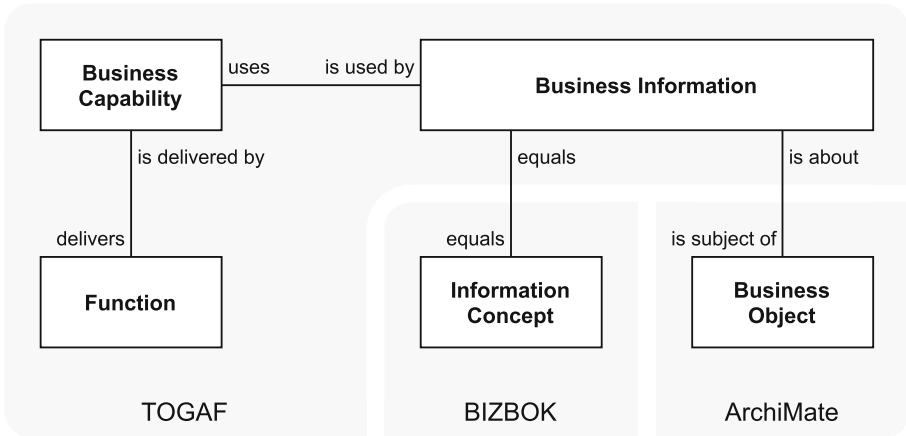 Business
Capability
uses
is used by
Business Information
is delivered by
equals
is about
delivers
equals
is subject of
Function
Information
Concept
Business
Object
TOGAF
BIZBOK
ArchiMate